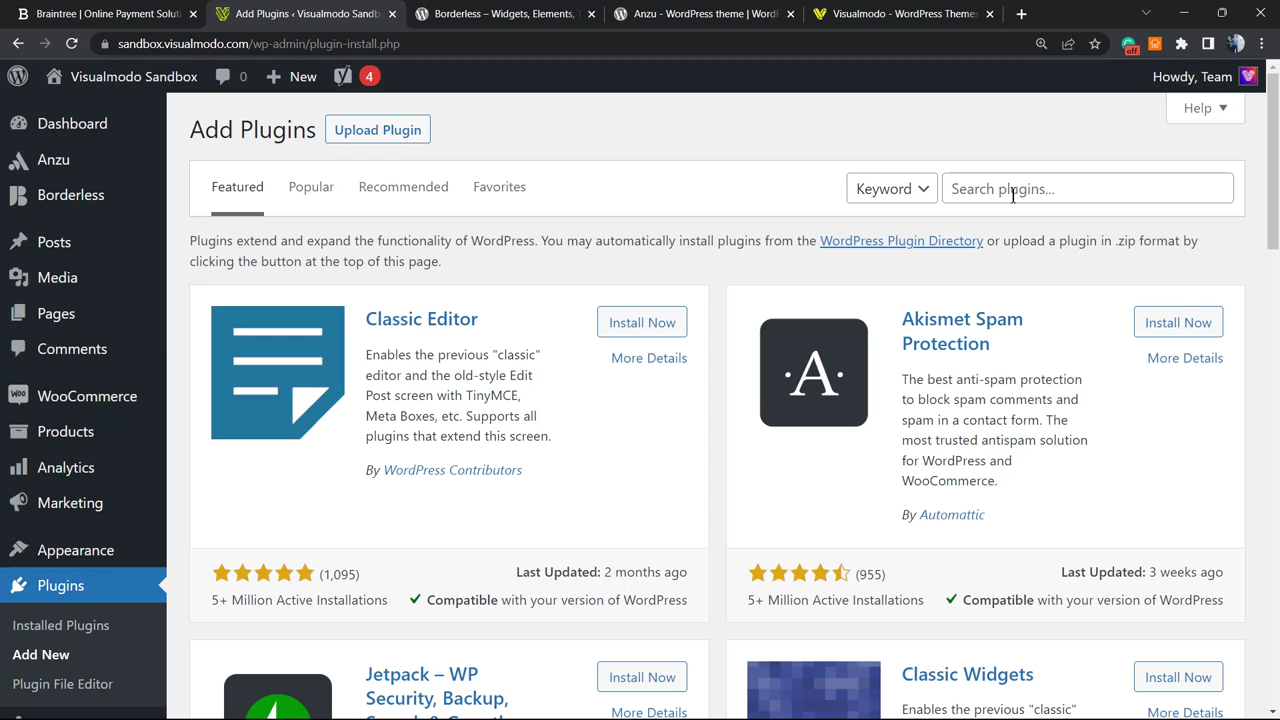 Braintree | Online Payment Soluti
Add Plugins ‹ Visualmodo Sandb
Borderless – Widgets, Elements, T
Anzu - WordPress theme | WordP
Visualmodo - WordPress Themes
sandbox.visualmodo.com/wp-admin/plugin-install.php
off
Visualmodo Sandbox
0
New
4
Howdy, Team
Dashboard
Anzu
Borderless
Posts
Media
Pages
Comments
WooCommerce
Products
Analytics
Marketing
Appearance
Plugins
Installed Plugins
Add New
Plugin File Editor
Help
Add Plugins
Upload Plugin
Featured
Popular
Recommended
Favorites
Keyword
Search plugins...
Plugins extend and expand the functionality of WordPress. You may automatically install plugins from the WordPress Plugin Directory or upload a plugin in .zip format by
clicking the button at the top of this page.
Classic Editor
Install Now
More Details
Enables the previous "classic"
editor and the old-style Edit
Post screen with TinyMCE,
Meta Boxes, etc. Supports all
plugins that extend this screen.
By WordPress Contributors
(1,095)
Last Updated: 2 months ago
5+ Million Active Installations
Compatible with your version of WordPress
·A·
Akismet Spam
Protection
Install Now
More Details
The best anti-spam protection
to block spam comments and
spam in a contact form. The
most trusted antispam solution
for WordPress and
WooCommerce.
By Automattic
(955)
Last Updated: 3 weeks ago
5+ Million Active Installations
Compatible with your version of WordPress
Jetpack – WP
Security, Backup,
Install Now
More Details
Classic Widgets
Install Now
More Details
Enables the previous "classic"